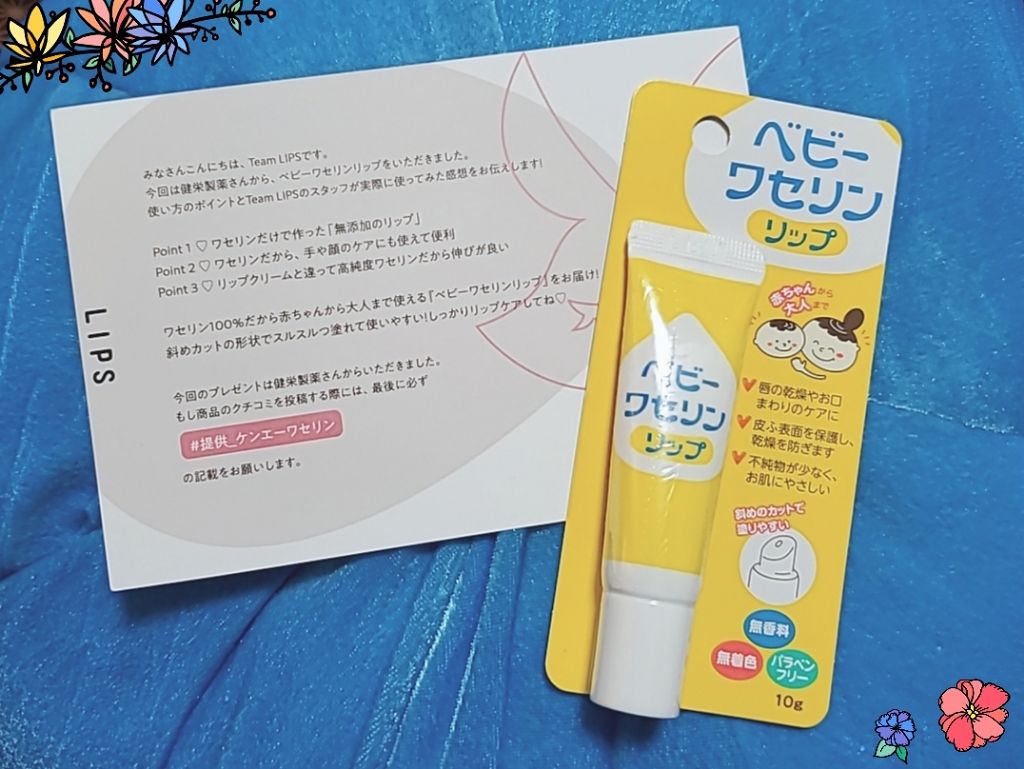 みなさんこんにちは、Team LIPSです。
今回は健栄製薬さんから、ベビーワセリンリップをいただきました。
使い方のポイントとTeam LIPSのスタッフが実際に使ってみた感想をお伝えします!
Point 1 ♡ ワセリンだけで作った「無添加のリップ」
Point 2 ♡ ワセリンだから、手や顔のケアにも使えて便利
Point 3 ♡ リップクリームと違って高純度ワセリンだから伸びが良い
ワセリン100%だから赤ちゃんから大人まで使える『ベビーワセリンリップ』をお届け!
斜めカットの形状でスルスルつ塗れて使いやすい!しっかりリップケアしてね♡
今回のプレゼントは健栄製薬さんからいただきました。
もし商品のクチコミを投稿する際には、最後に必ず
#提供_ケンエーワセリン
の記載をお願いします。
LIPS
ベビー
ワセリン
リップ
赤ちゃんから
大人まで
唇の乾燥やお口
まわりのケアに
皮ふ表面を保護し、
乾燥を防ぎます
不純物が少なく、
お肌にやさしい
斜めのカットで
塗りやすい
無香料
無着色
パラベン
フリー
10g
ベビー
ワセリン
リップ